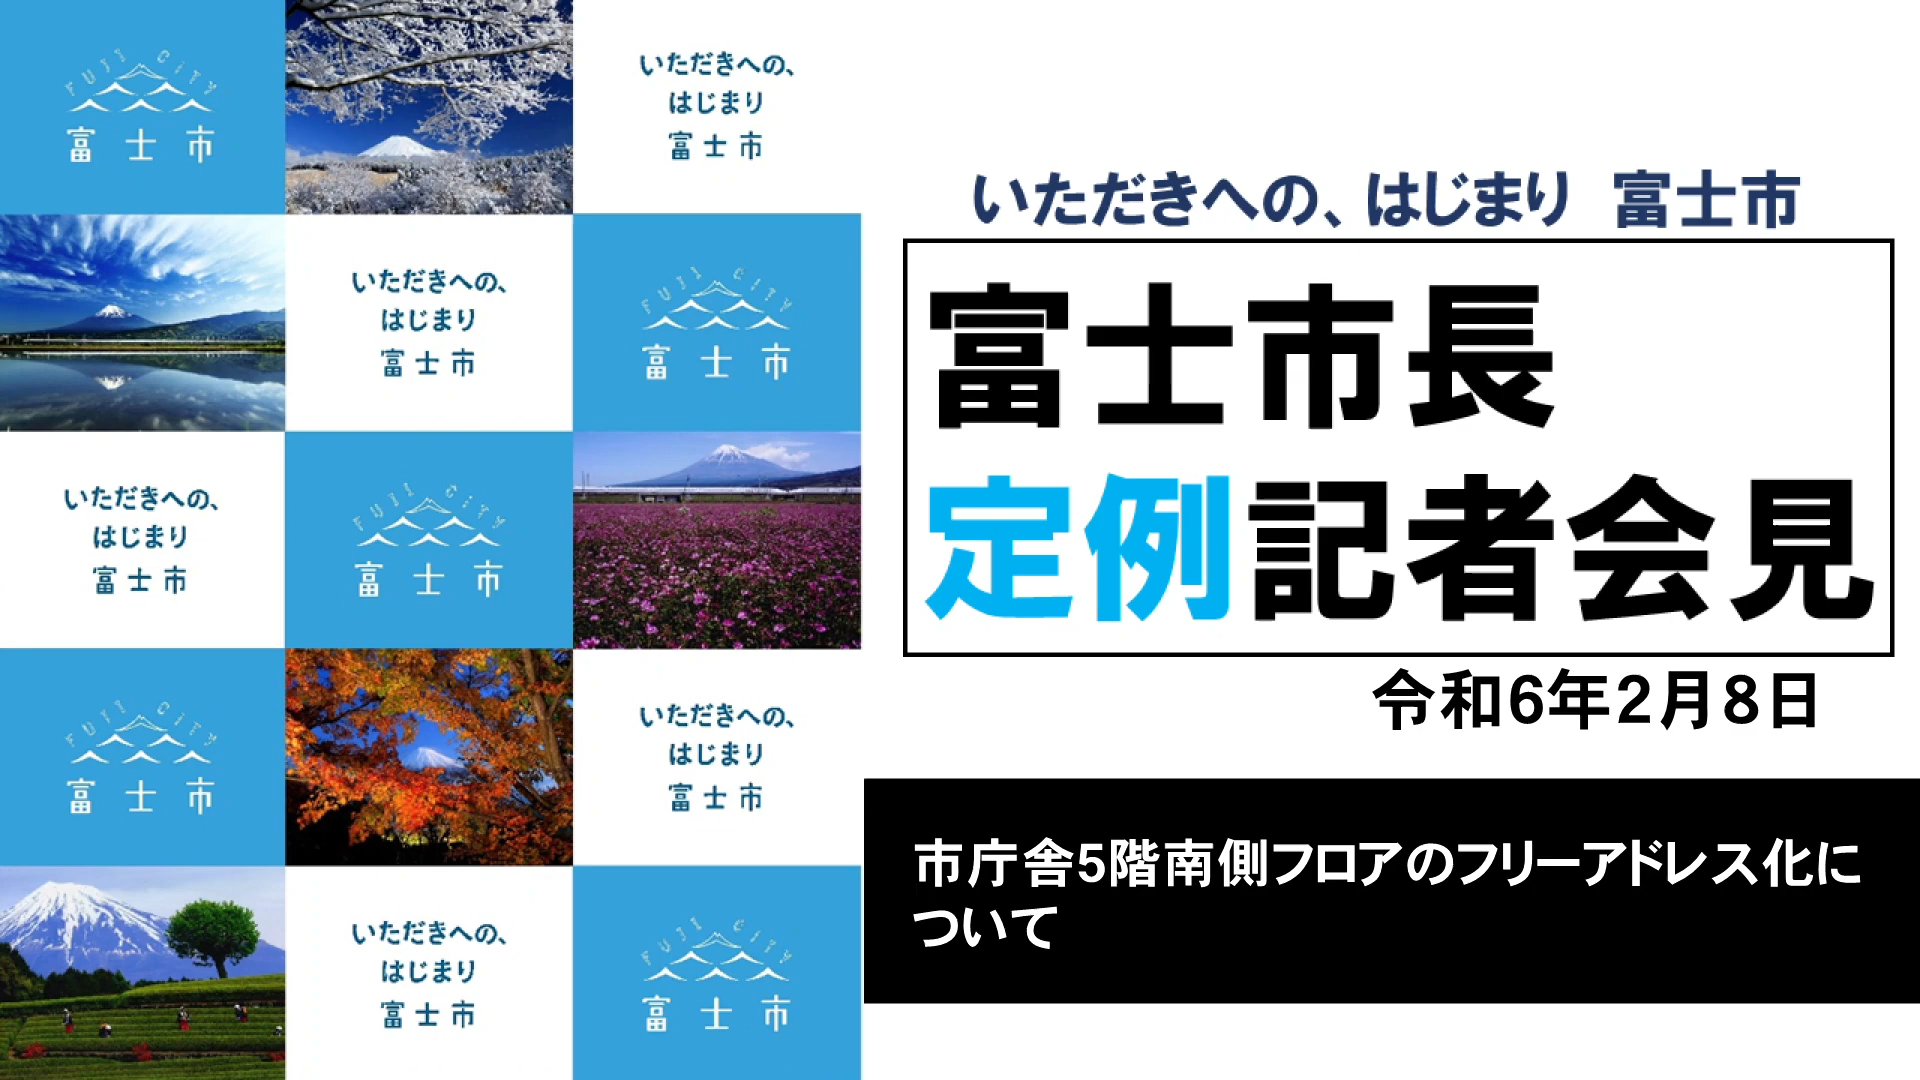 FUJI CITY
富士市
いただきへの、
はじまり
富士市
いただきへの、
はじまり
富士市
FUJI CITY
富士市
いただきへの、
はじまり
富士市
FUJI CITY
富士市
FUJI CITY
富士市
いただきへの、
はじまり
富士市
いただきへの、
はじまり
富士市
FUJI CITY
富士市
いただきへの、はじまり　富士市
富士市長
定例記者会見
令和6年2月8日
市庁舎5階南側フロアのフリーアドレス化に
ついて